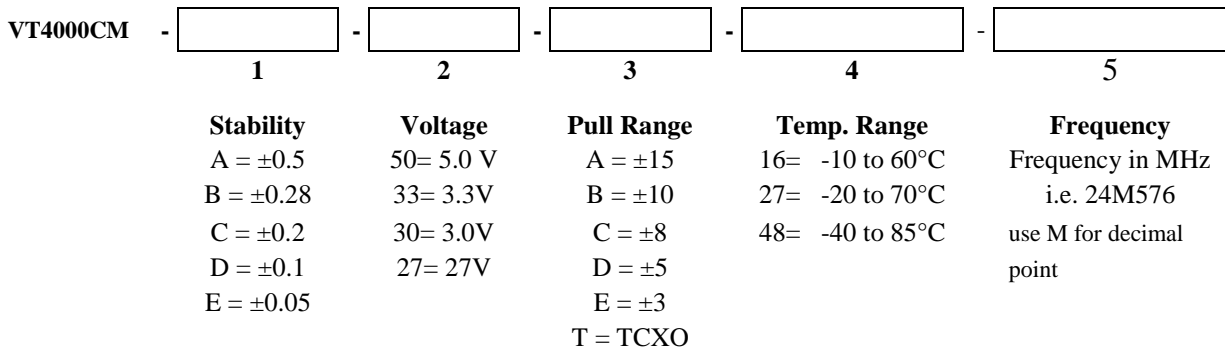 VT4000CM - - - - -
1 2 3 4 5
Stability Voltage Pull Range Temp. Range Frequency
A = ±0.5 50= 5.0 V A = ±15 16= -10 to 60°C Frequency in MHz
B = ±0.28 33= 3.3V B = ±10 27= -20 to 70°C i.e. 24M576
C = ±0.2 30= 3.0V C = ±8 48= -40 to 85°C use M for decimal
D = ±0.1 27= 27V D = ±5 point
E = ±0.05 E = ±3
T = TCXO